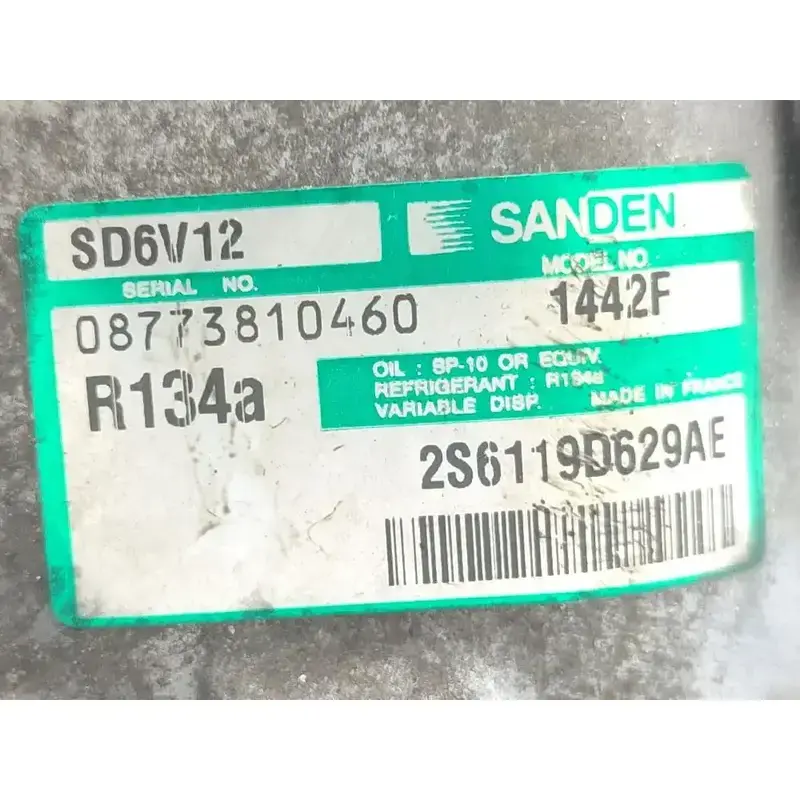 SD6V12
SANDEN
SERIAL NO.
MODEL NO.
08773810460
1442F
R134a
OIL : SP-10 OR EQUIV.
REFRIGERANT : R134a
VARIABLE DISP. MADE IN FRANCE
2S6119D629AE